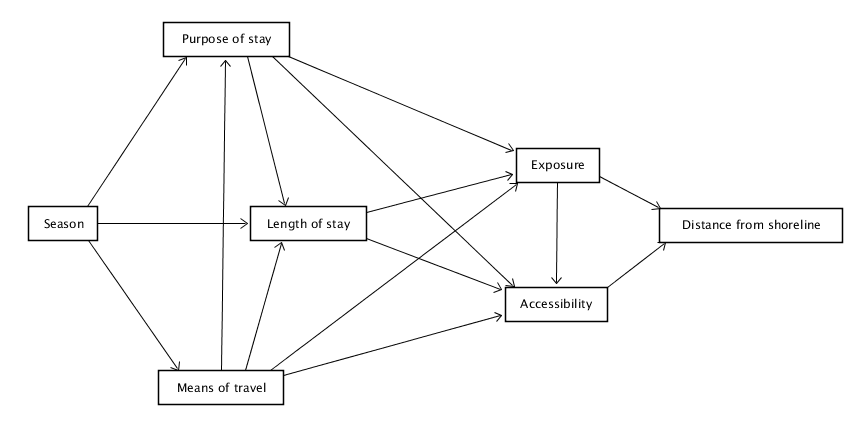 Purpose of stay
Exposure
Season
Length of stay
Distance from shoreline
Accessibility
Means of travel